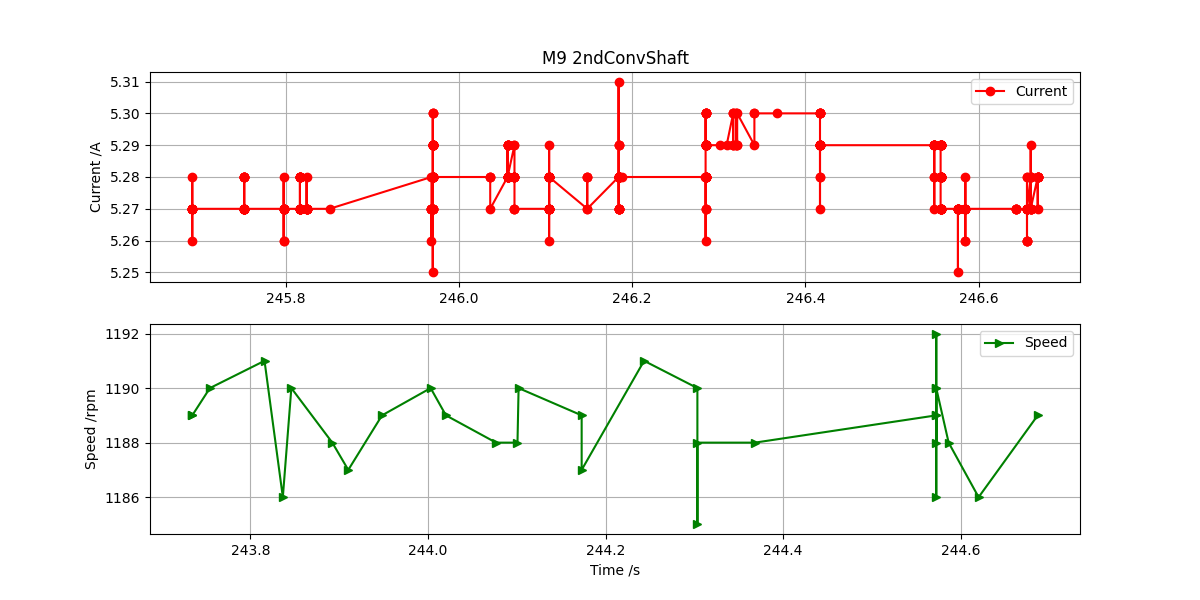 M9 2ndConvShaft
5.31
5.30
5.29
5.28
5.27
5.26
5.25
Current /A
Current
245.8 246.0 246.2 246.4 246.6
1192
1190
1188
1186
Speed /rpm
Speed
243.8 244.0 244.2 244.4 244.6
Time /s